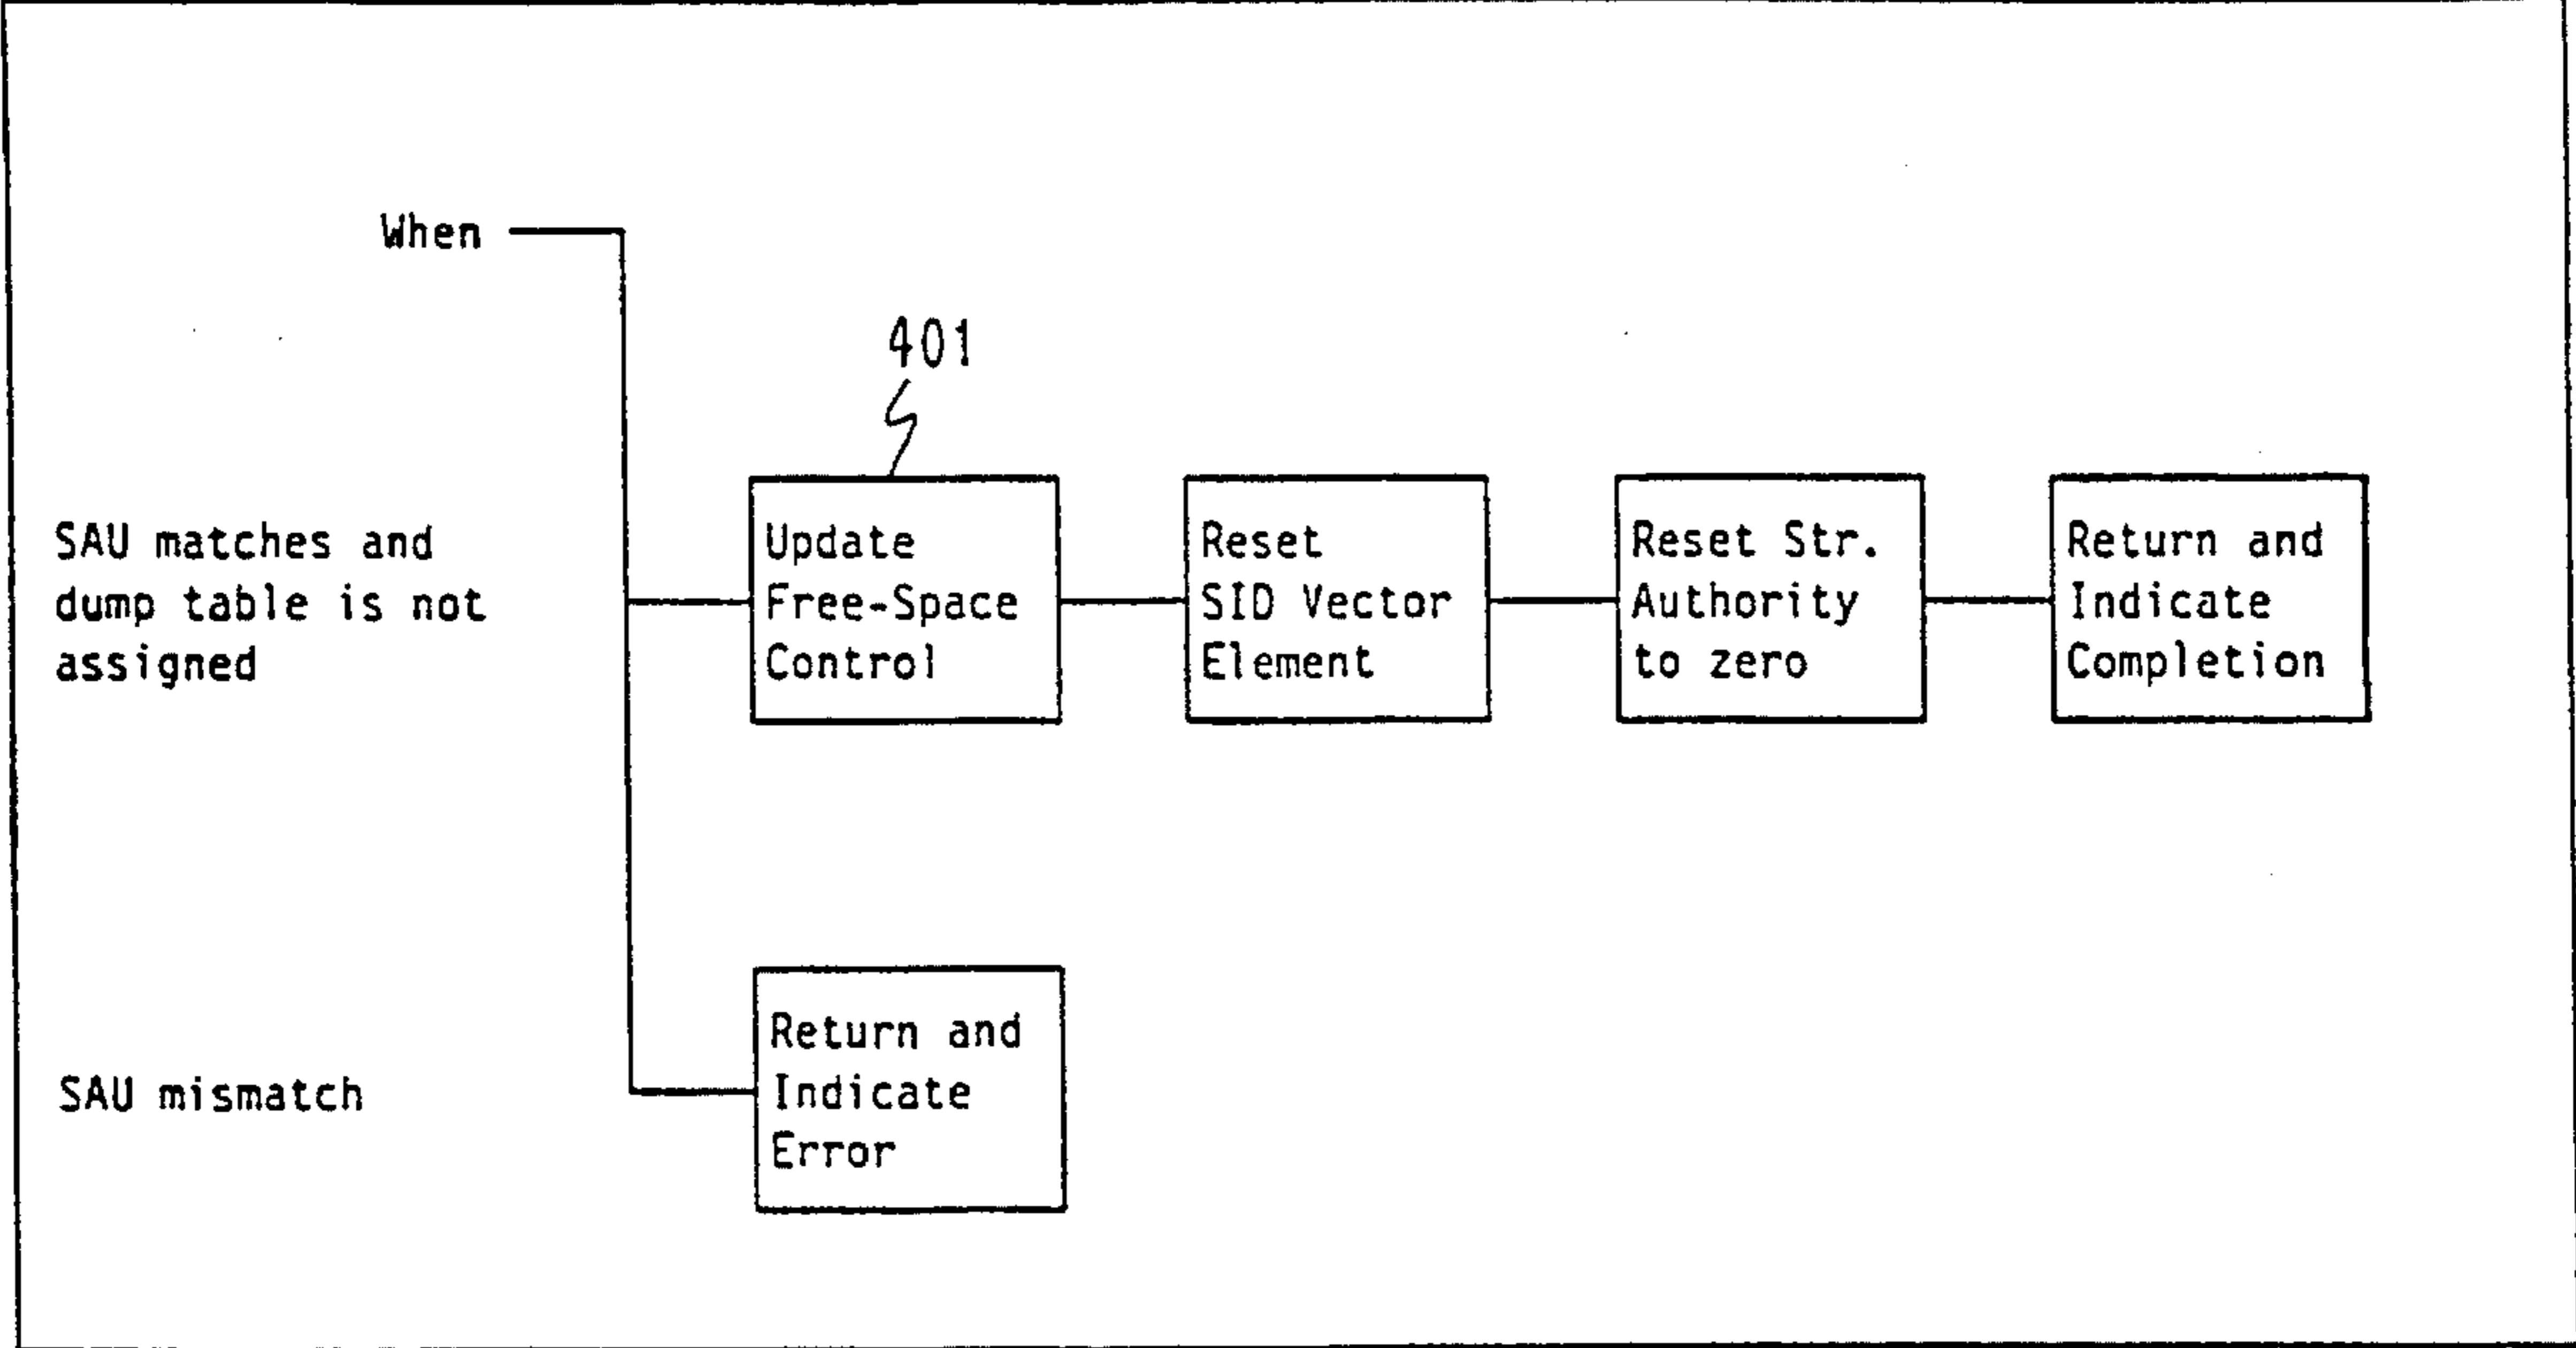 When
401
SAU matches and
dump table is not
assigned
Update
Free-Space
Control
Reset
SID Vector
Element
Reset Str.
Authority
to zero
Return and
Indicate
Completion
SAU mismatch
Return and
Indicate
Error